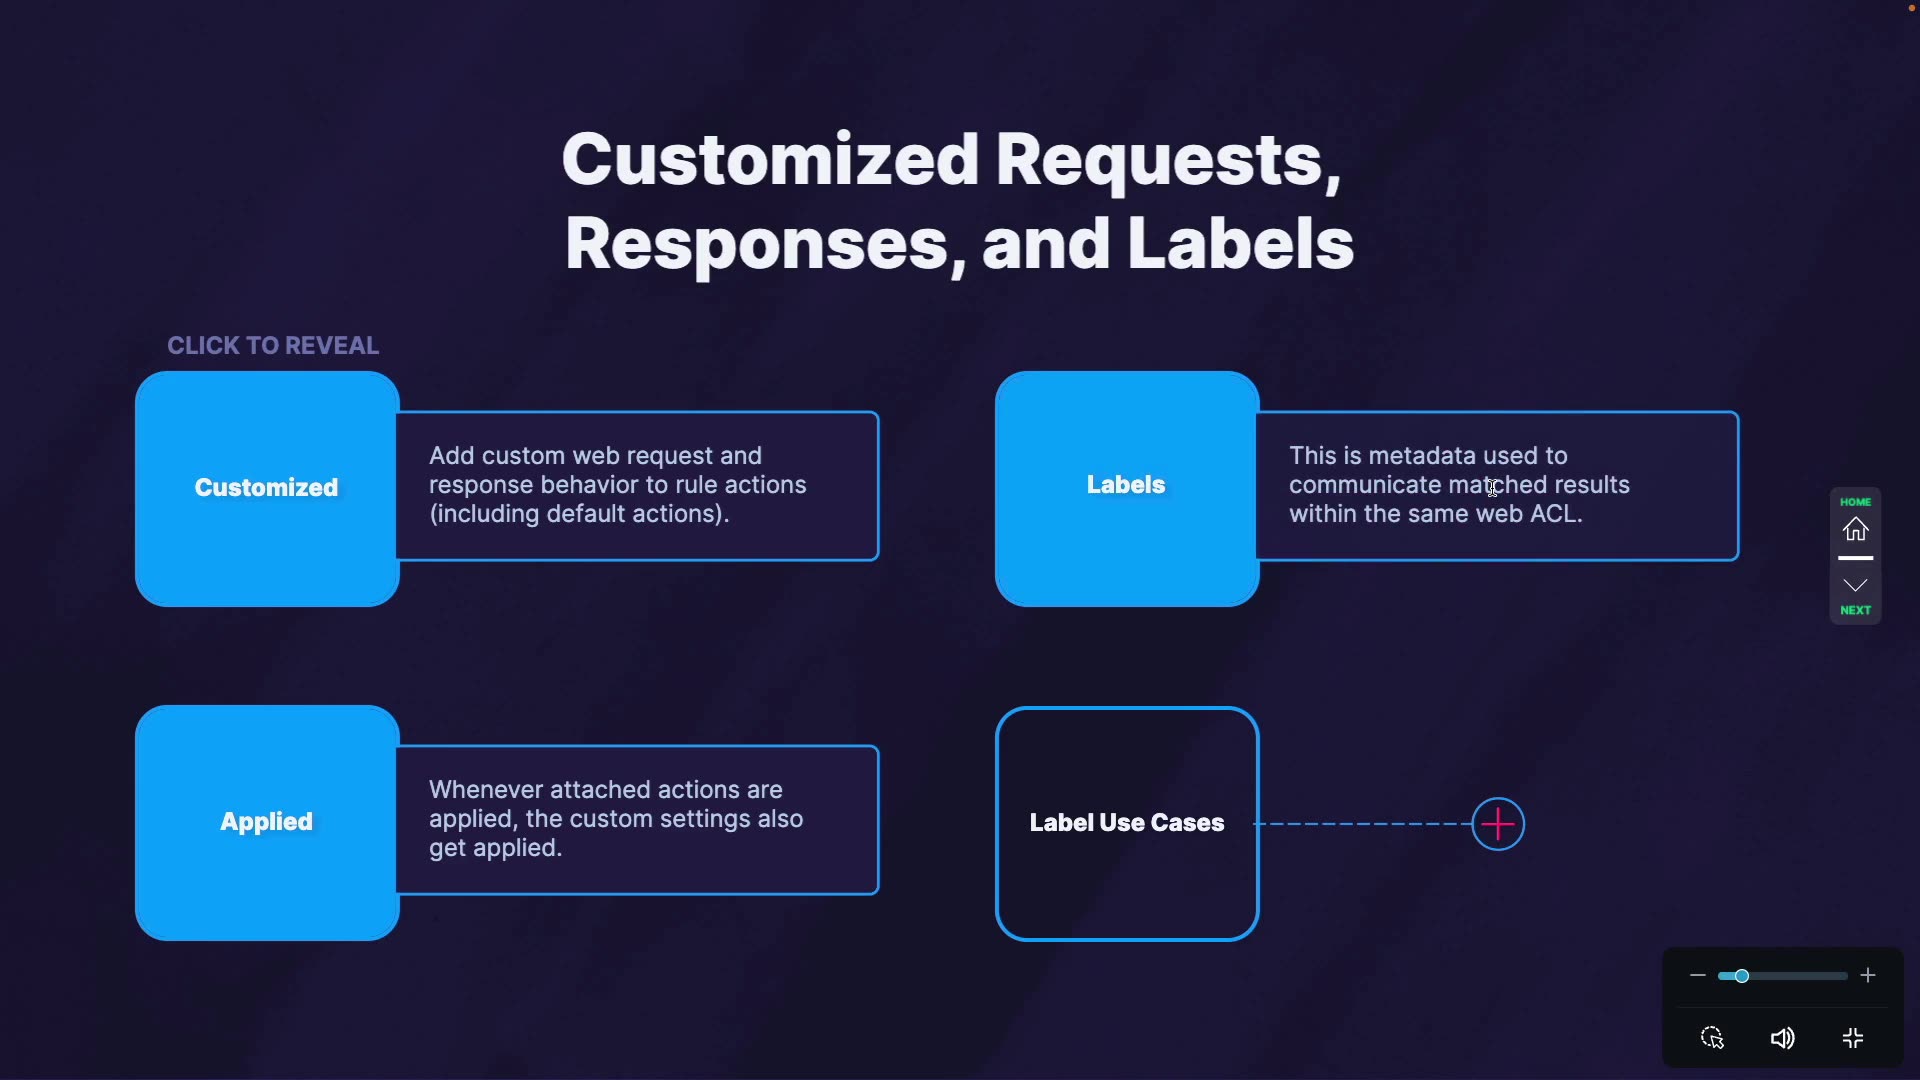 Customized Requests,
Responses, and Labels
CLICK TO REVEAL
Customized
Add custom web request and
response behavior to rule actions
(including default actions).
Labels
This is metadata used to
communicate matched results
within the same web ACL.
Applied
Whenever attached actions are
applied, the custom settings also
get applied.
Label Use Cases
HOME
NEXT